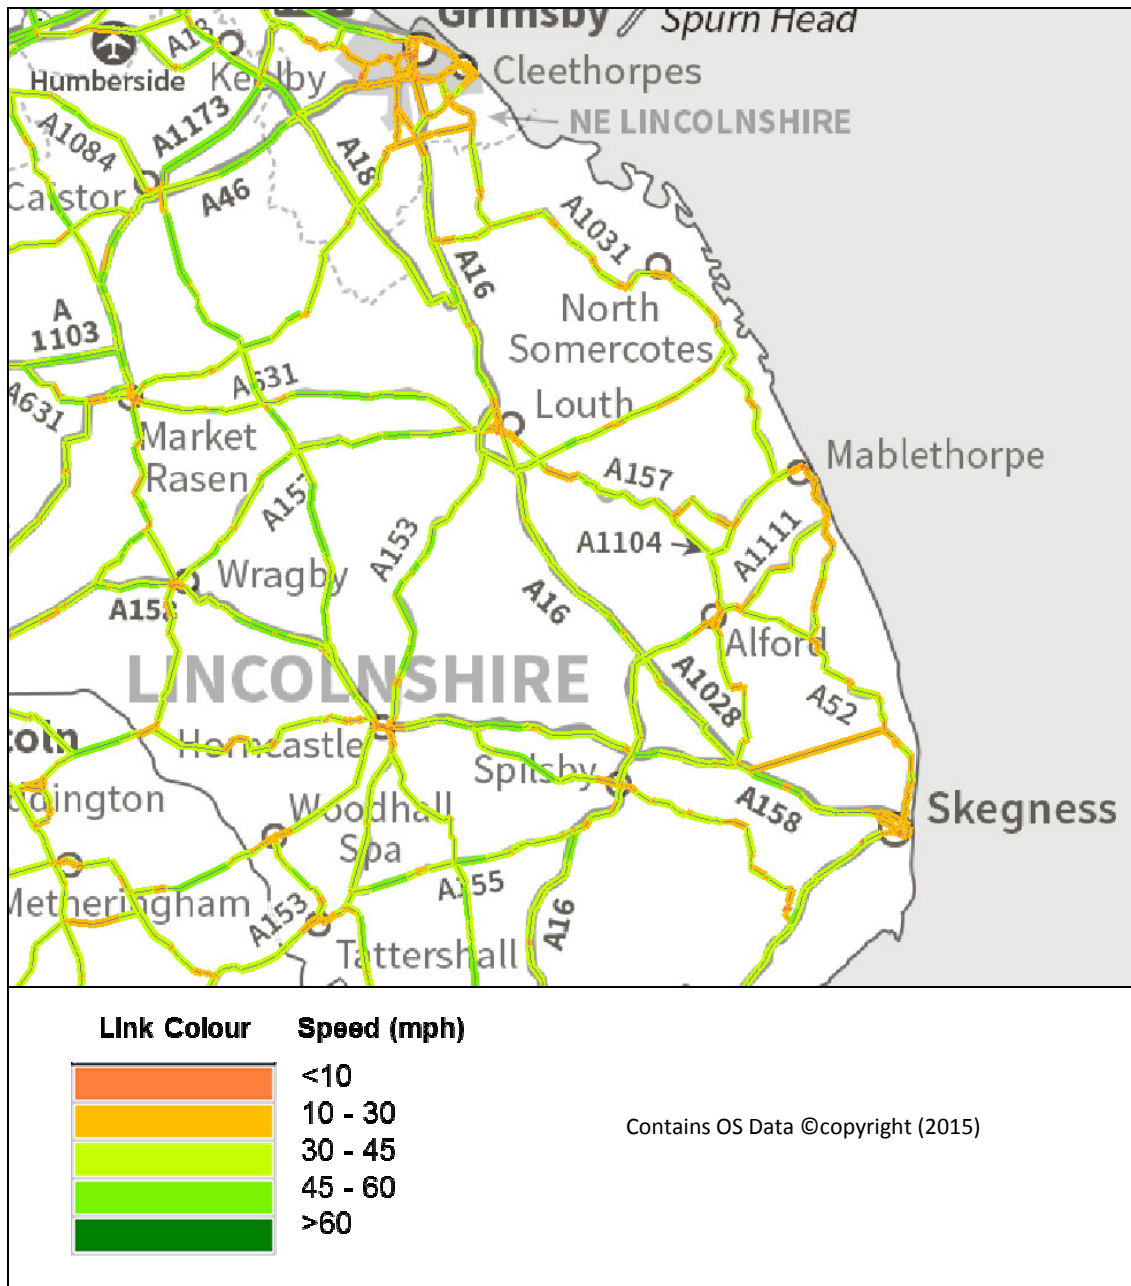 Grimsby
Spurn Head
A18
Humberside
Keelby
Cleethorpes
NE LINCOLNSHIRE
A1084
A1173
A18
Caistor
A46
A1031
A16
North
Somercotes
A
1103
A631
A631
Louth
Market
Rasen
Mablethorpe
A157
A157
A1104
A1111
A153
Wragby
A158
A16
Alford
LINCOLNSHIRE
A1028
A52
coln
Horncastle
Spilsby
ddington
Woodhall
Spa
A158
Skegness
Metheringham
A153
A155
A16
Tattershall
Link Colour Speed (mph)
<10
10 - 30
30 - 45
45 - 60
>60
Contains OS Data ©copyright (2015)